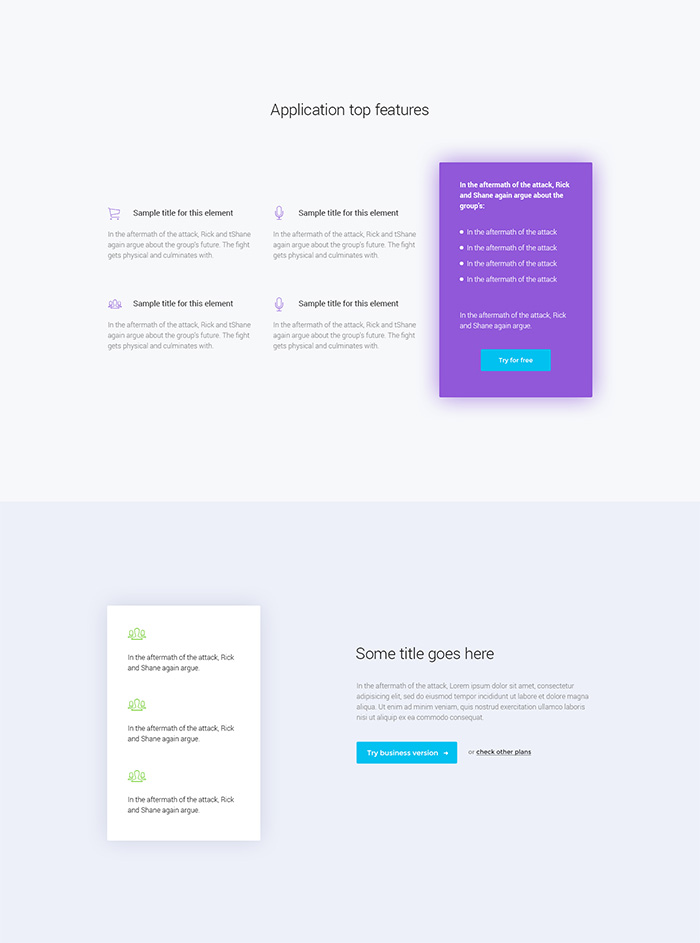 Application top features
Sample title for this element
In the aftermath of the attack, Rick and tShane
again argue about the group's future. The fight
gets physical and culminates with.
Sample title for this element
In the aftermath of the attack, Rick and tShane
again argue about the group's future. The fight
gets physical and culminates with.
Sample title for this element
In the aftermath of the attack, Rick and tShane
again argue about the group's future. The fight
gets physical and culminates with.
Sample title for this element
In the aftermath of the attack, Rick and tShane
again argue about the group's future. The fight
gets physical and culminates with.
In the aftermath of the attack, Rick
and Shane again argue about the
group's:
In the aftermath of the attack
In the aftermath of the attack
In the aftermath of the attack
In the aftermath of the attack
In the aftermath of the attack, Rick
and Shane again argue.
Try for free
In the aftermath of the attack, Rick
and Shane again argue.
In the aftermath of the attack, Rick
and Shane again argue.
In the aftermath of the attack, Rick
and Shane again argue.
Some title goes here
In the aftermath of the attack, Lorem ipsum dolor sit amet, consectetur
adipisicing elit, sed do eiusmod tempor incididunt ut labore et dolore magna
aliqua. Ut enim ad minim veniam, quis nostrud exercitation ullamco laboris
nisi ut aliquip ex ea commodo consequat.
Try business version →
or check other plans